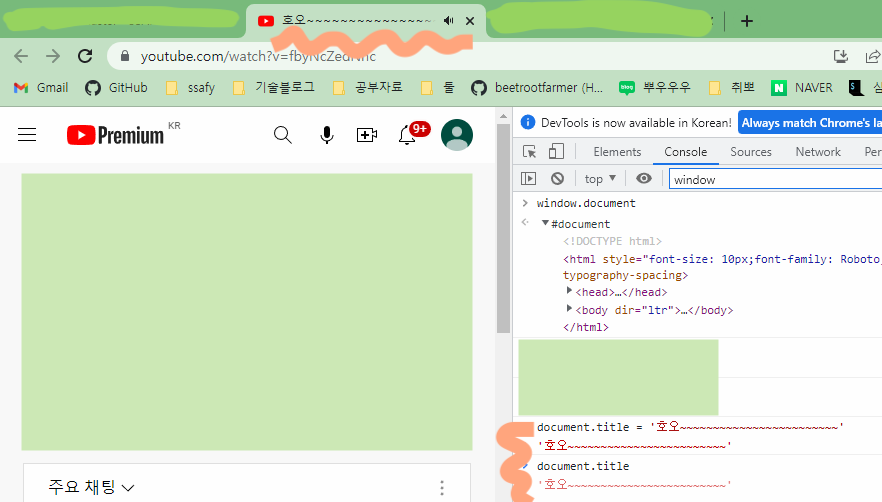 호오~~~~~~~~~~~~~~~~
youtube.com/watch?v=
Gmail
GitHub
ssafy
기술블로그
공부자료
툴
beetrootfarmer (H...
blog
뿌우우우
취뽀
N NAVER
Premium KR
9+
주요 채팅
DevTools is now available in Korean!
Always match Chrome's la
Elements
Console
Sources
Network
Per
top
window
window.document
#document
<!DOCTYPE html>
<html style="font-size: 10px;font-family: Roboto,
typography-spacing>
<head>…</head>
<body dir="ltr">…</body>
</html>
document.title = '호오~~~~~~~~~~~~~~~~~~~~~~~~'
'호오~~~~~~~~~~~~~~~~~~~~~~~~'
document.title
'호오~~~~~~~~~~~~~~~~~~~~~~~~'